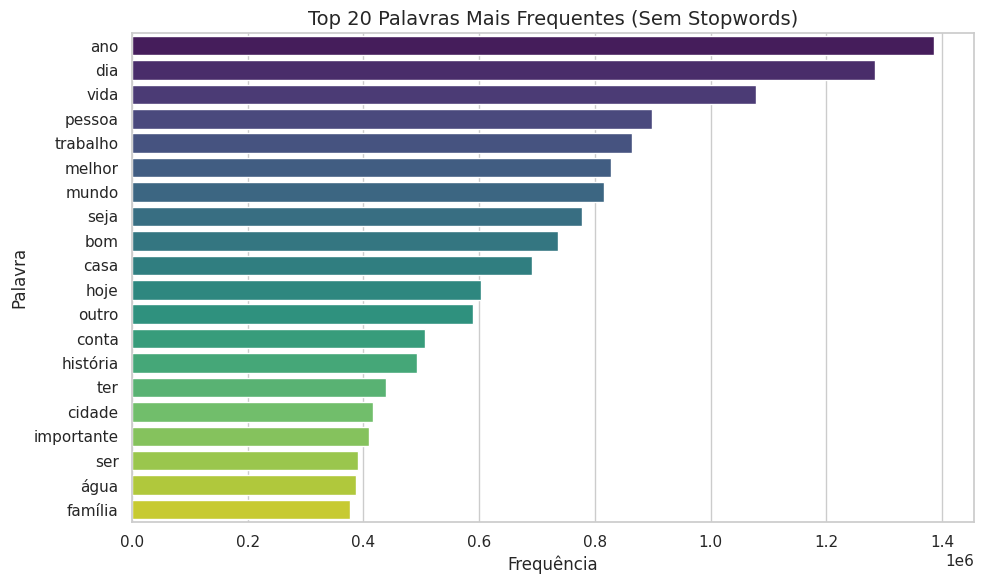 Top 20 Palavras Mais Frequentes (Sem Stopwords)
Palavra
ano
dia
vida
pessoa
trabalho
melhor
mundo
seja
bom
casa
hoje
outro
conta
história
ter
cidade
importante
ser
água
família
0.0 0.2 0.4 0.6 0.8 1.0 1.2 1.4
1e6
Frequência